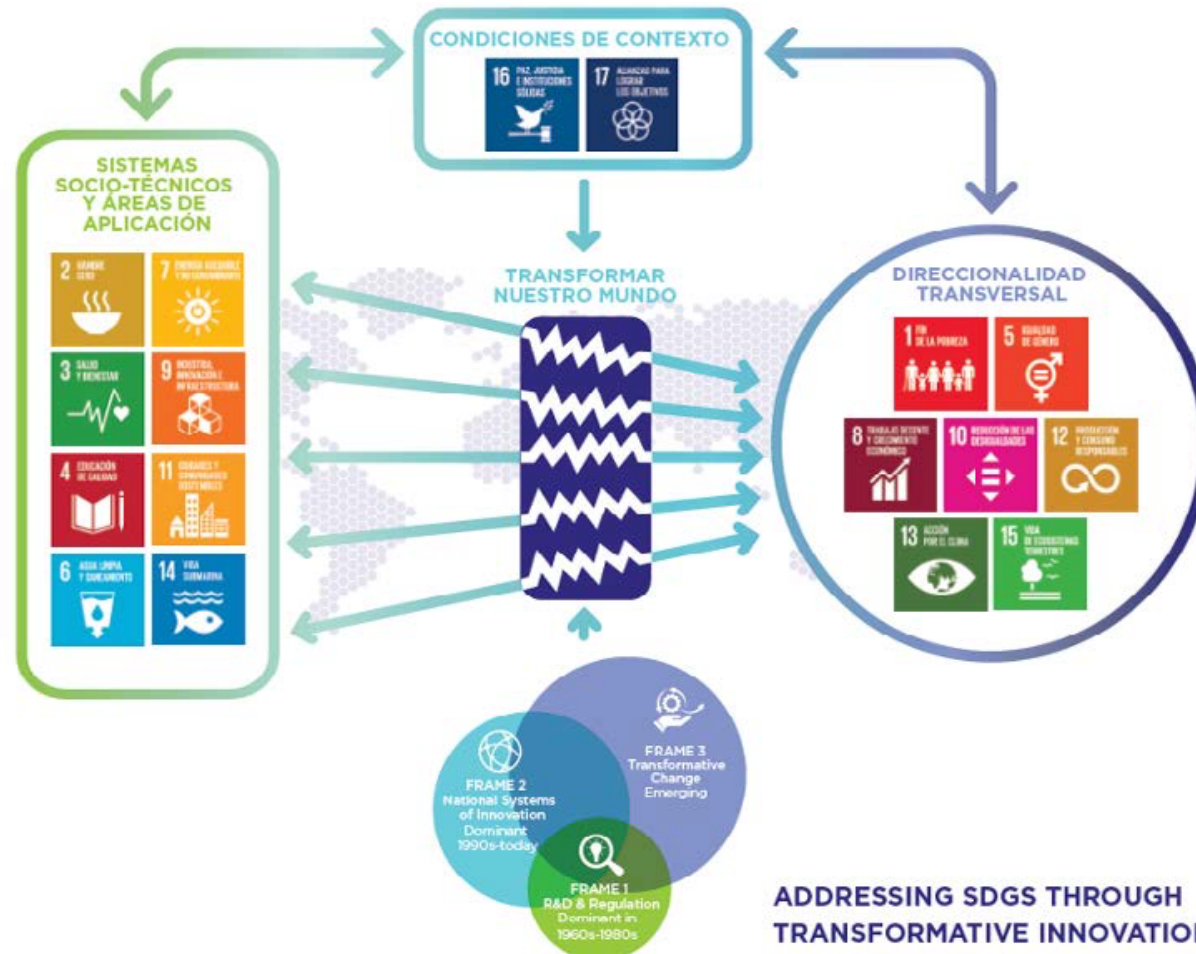 CONDICIONES DE CONTEXTO
16 PAZ, JUSTICIA
E INSTITUCIONES
SÓLIDAS
17 ALIANZAS PARA
LOGRAR
LOS OBJETIVOS
SISTEMAS
SOCIO-TÉCNICOS
Y ÁREAS DE
APLICACIÓN
2 HAMBRE
CERO
7 ENERGÍA ASEQUIBLE
Y NO CONTAMINANTE
3 SALUD
Y BIENESTAR
9 INDUSTRIA,
INNOVACIÓN E
INFRAESTRUCTURA
4 EDUCACIÓN
DE CALIDAD
11 CIUDADES Y
COMUNIDADES
SOSTENIBLES
6 AGUA LIMPIA
Y SANEAMIENTO
14 VIDA
SUBMARINA
TRANSFORMAR
NUESTRO MUNDO
DIRECCIONALIDAD
TRANSVERSAL
1 FIN
DE LA POBREZA
5 IGUALDAD
DE GÉNERO
8 TRABAJO DECENTE
Y CRECIMIENTO
ECONÓMICO
10 REDUCCIÓN DE LAS
DESIGUALDADES
12 PRODUCCIÓN
Y CONSUMO
RESPONSABLES
13 ACCIÓN
POR EL CLIMA
15 VIDA
DE ECOSISTEMAS
TERRESTRES
FRAME 3
Transformative
Change
Emerging
FRAME 2
National Systems
of Innovation
Dominant
1990s-today
FRAME 1
R&D & Regulation
Dominant in
1960s-1980s
ADDRESSING SDGS THROUGH
TRANSFORMATIVE INNOVATION